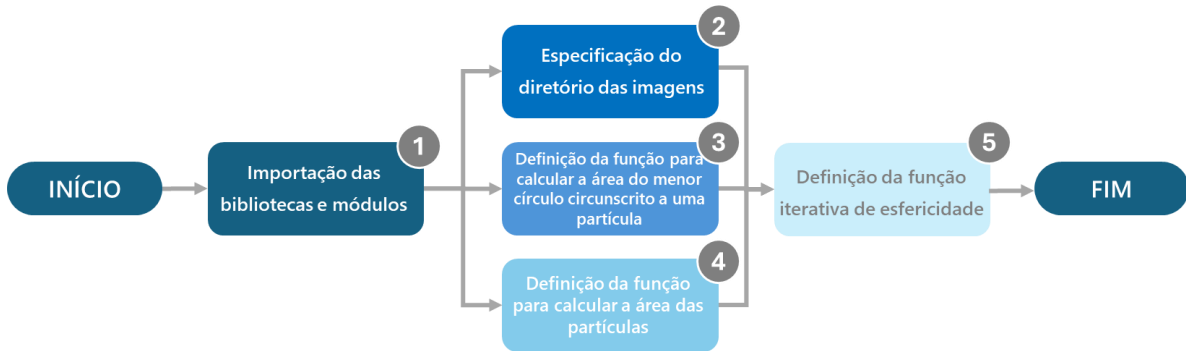 INÍCIO
1
Importação das
bibliotecas e módulos
2
Especificação do
diretório das imagens
3
Definição da função para
calcular a área do menor
círculo circunscrito a uma
partícula
4
Definição da função
para calcular a área das
partículas
5
Definição da função
iterativa de esfericidade
FIM